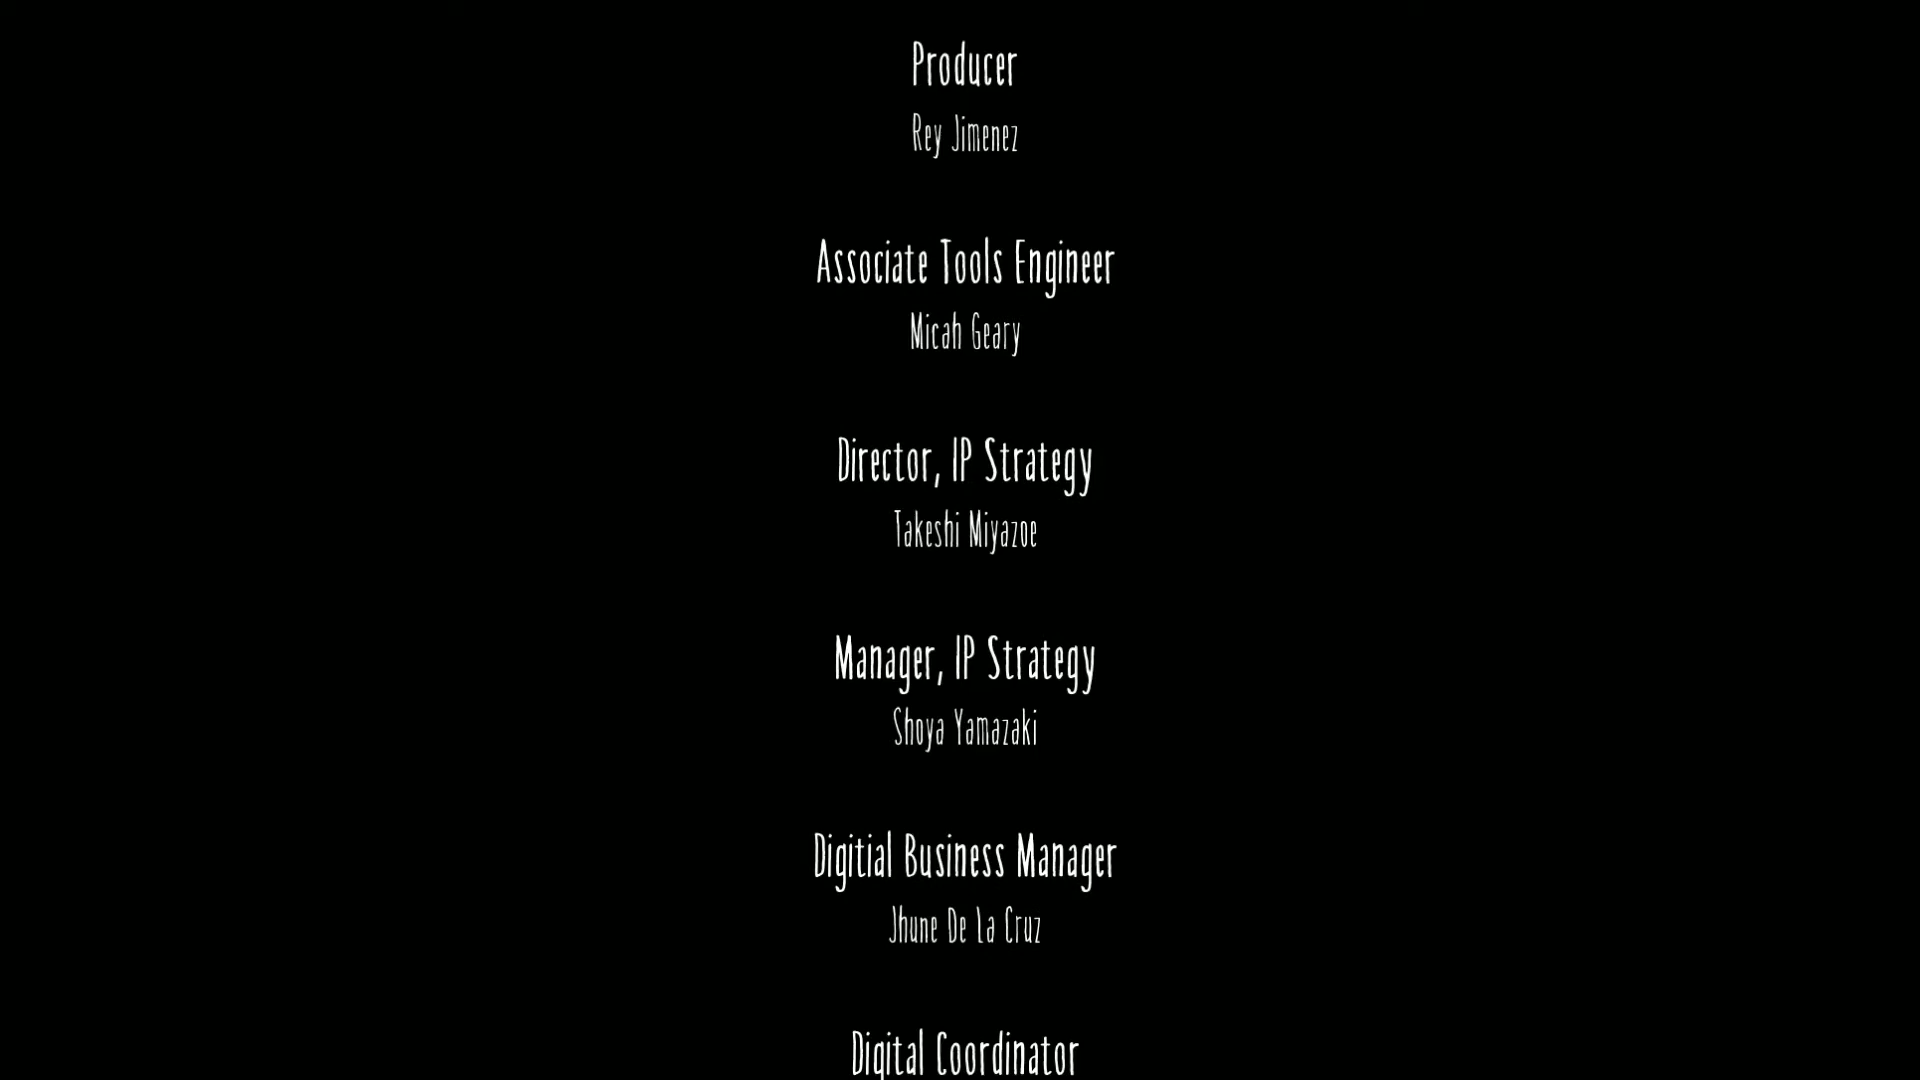 Producer
Rey Jimenez
Associate Tools Engineer
Micah Geary
Director, IP Strategy
Takeshi Miyazoe
Manager, IP Strategy
Shoya Yamazaki
Digitial Business Manager
Jhune De La Cruz
Digital Coordinator